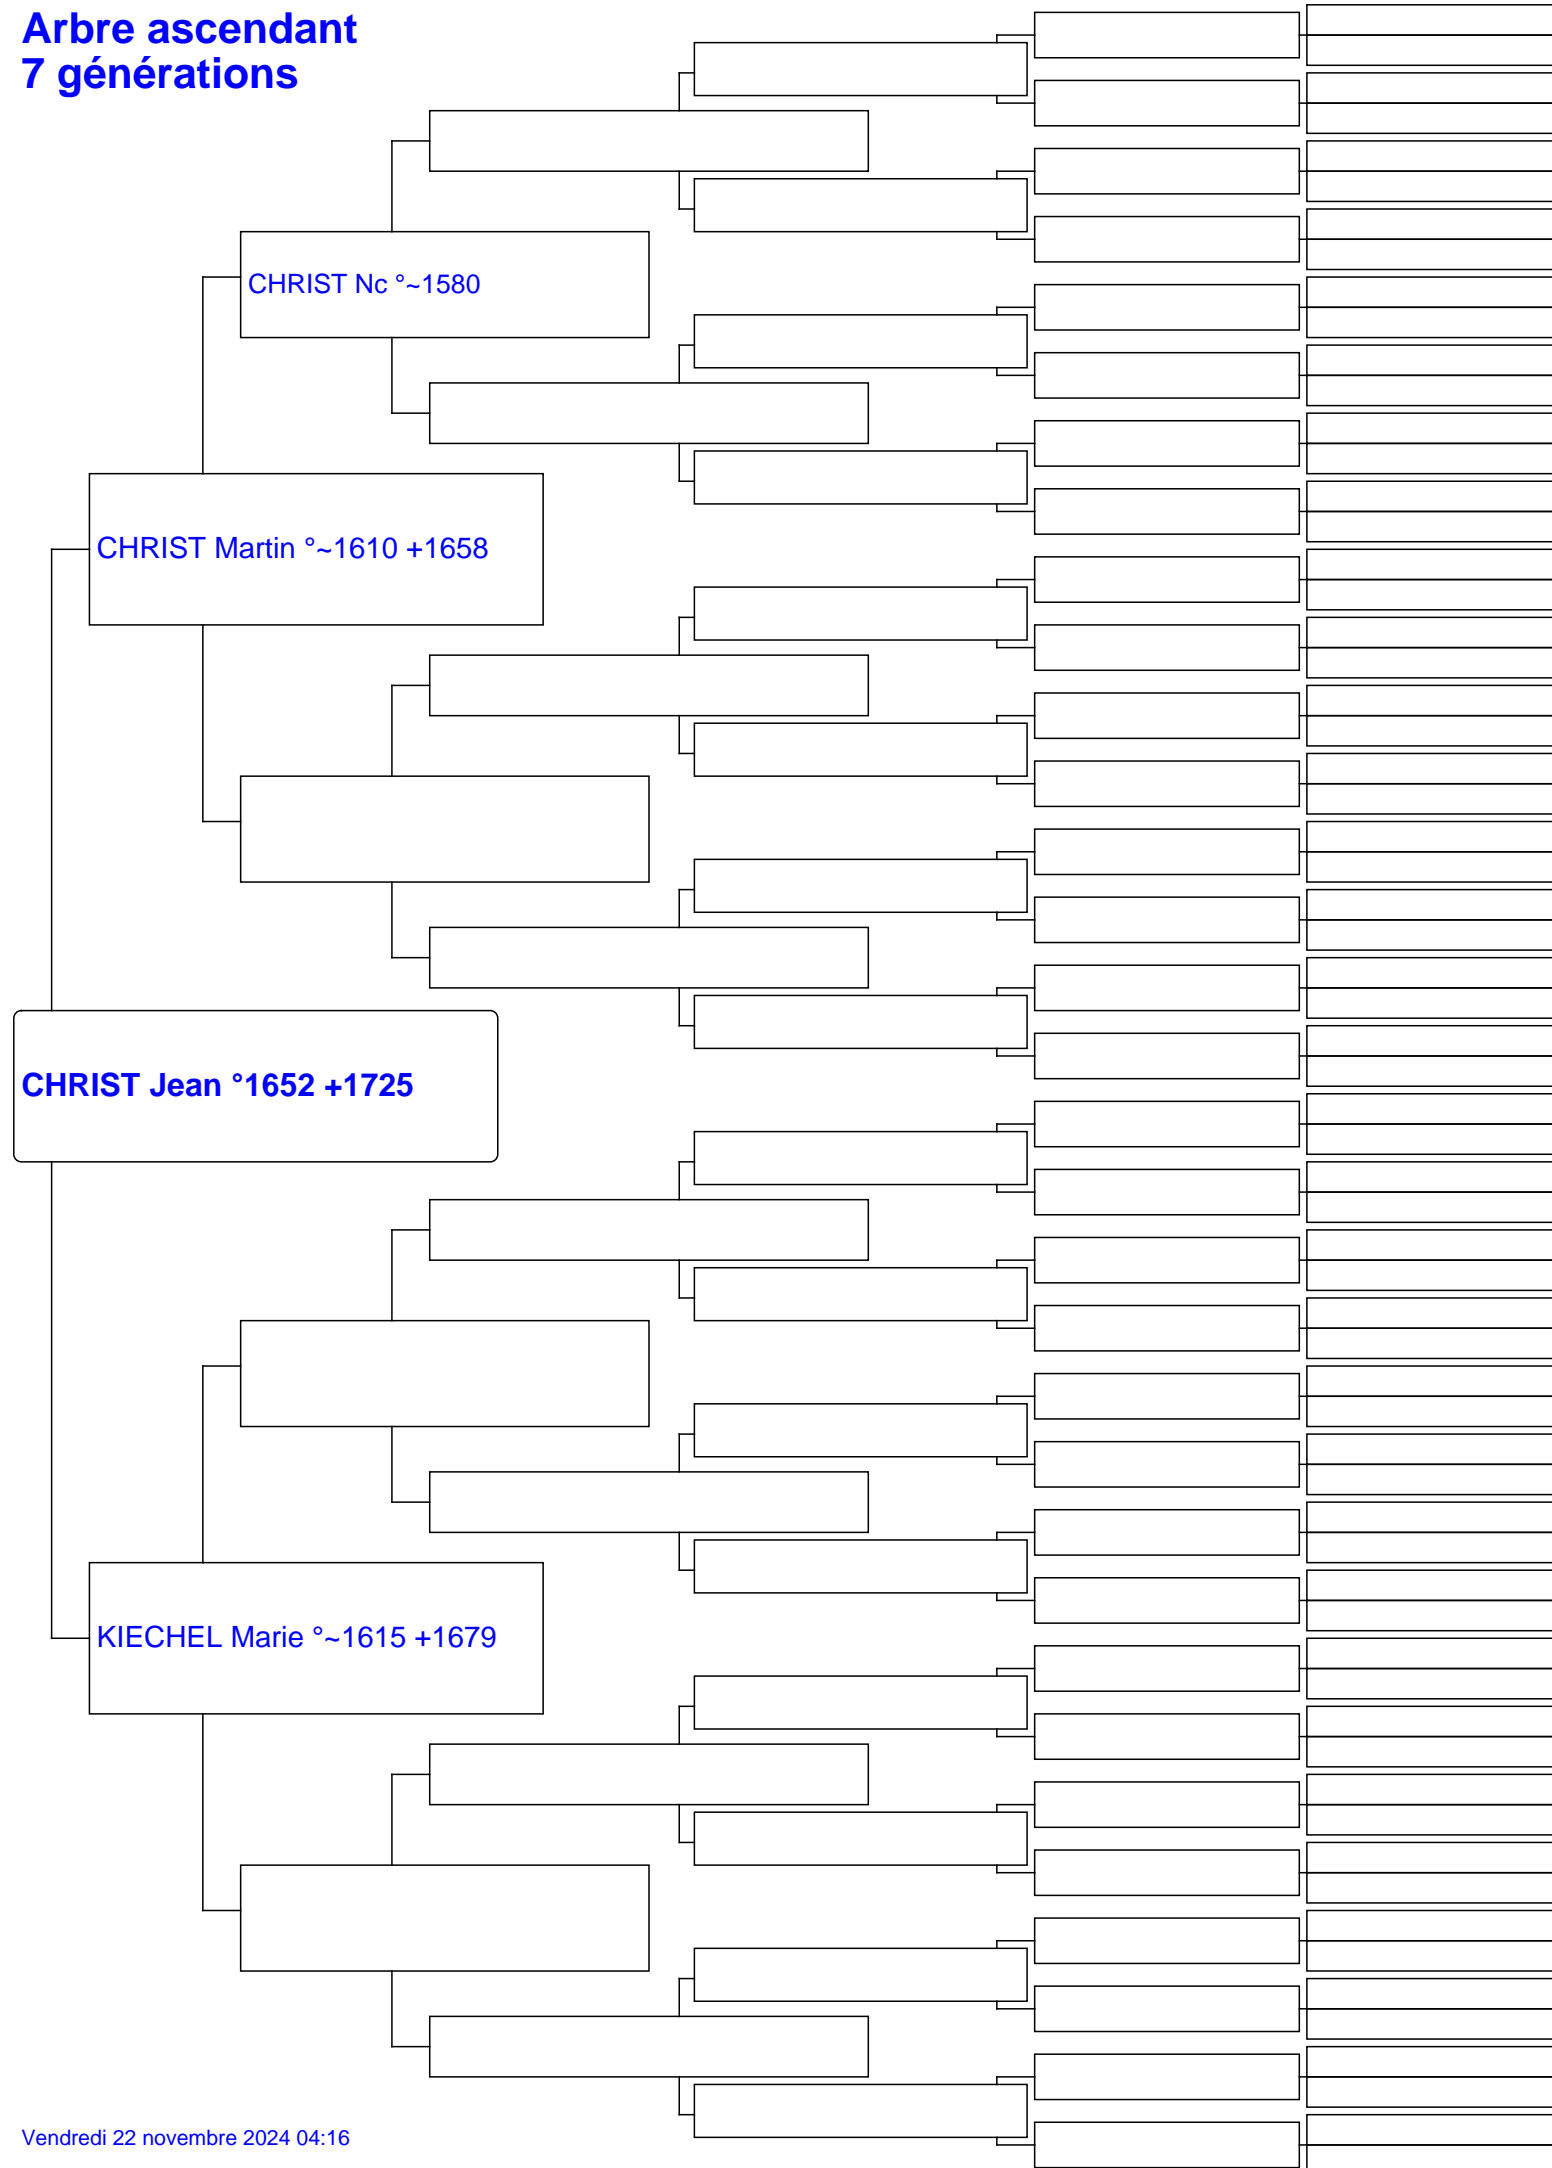 Arbre ascendant
7 générations
CHRIST Nc °~1580
CHRIST Martin °~1610 +1658
CHRIST Jean °1652 +1725
KIECHEL Marie °~1615 +1679
Vendredi 22 novembre 2024 04:16